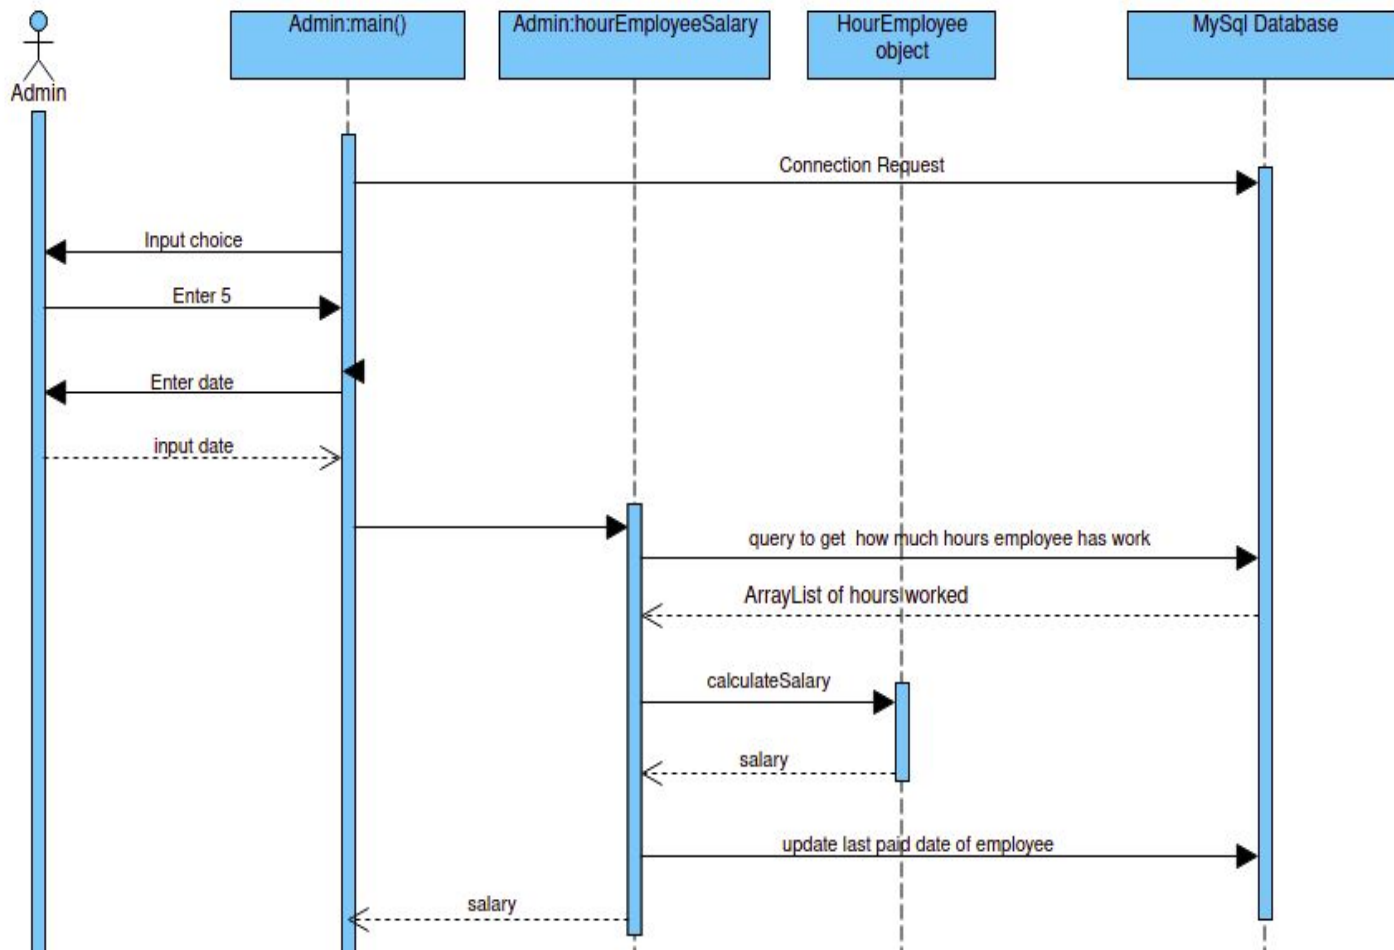 Admin:main()
Admin:hourEmployeeSalary
HourEmployee
object
MySql Database
Admin
Connection Request
Input choice
Enter 5
Enter date
input date
query to get  how much hours employee has work
ArrayList of hours worked
calculateSalary
salary
update last paid date of employee
salary